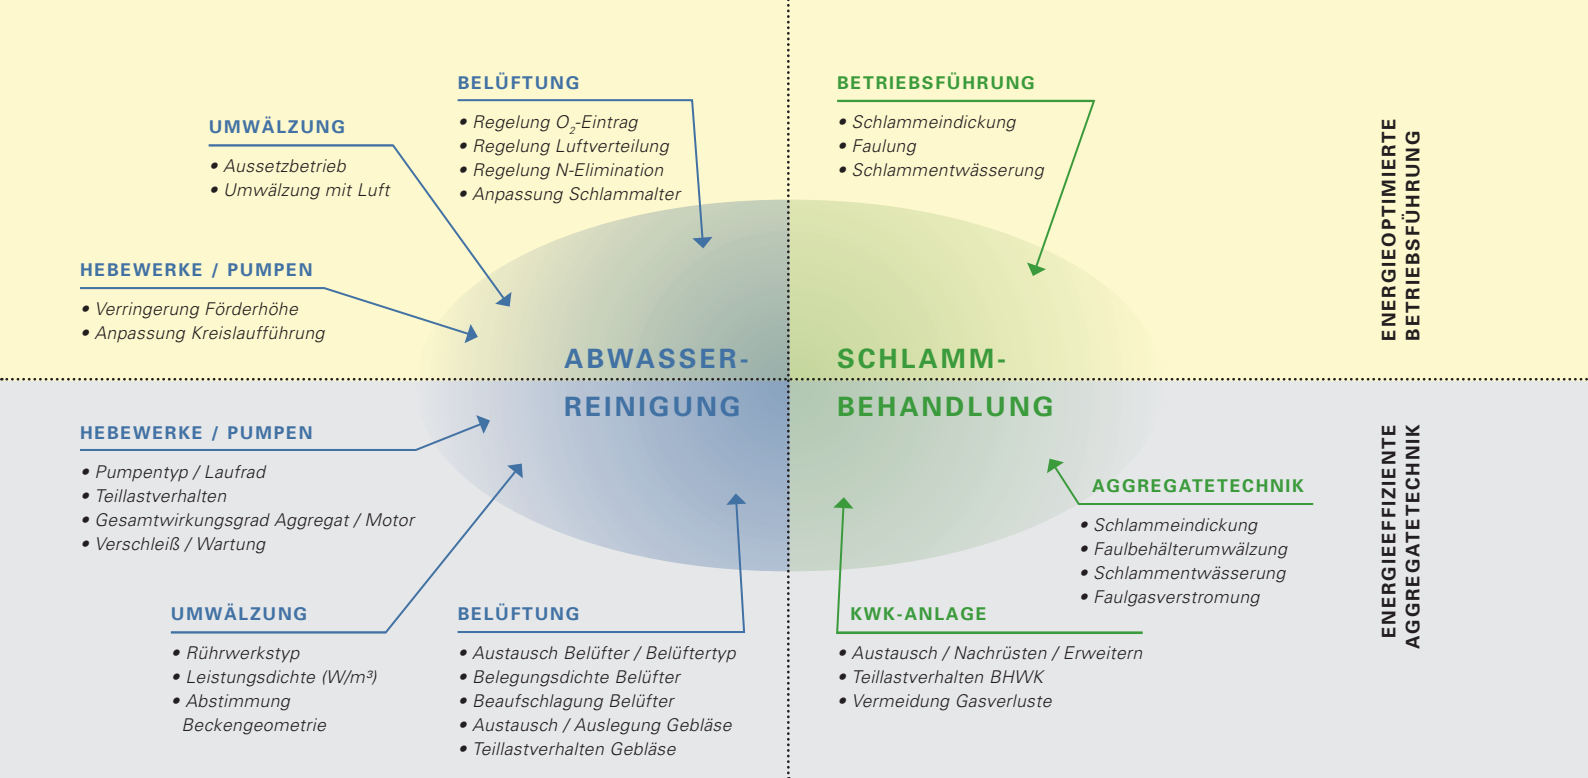 BELÜFTUNG
• Regelung O₂-Eintrag
• Regelung Luftverteilung
• Regelung N-Elimination
• Anpassung Schlammalter
UMWÄLZUNG
• Aussetzbetrieb
• Umwälzung mit Luft
HEBEWERKE / PUMPEN
• Verringerung Förderhöhe
• Anpassung Kreislaufführung
BETRIEBSFÜHRUNG
• Schlammeindickung
• Faulung
• Schlammentwässerung
ENERGIEOPTIMIERTE
BETRIEBSFÜHRUNG
ABWASSER-
REINIGUNG
SCHLAMM-
BEHANDLUNG
HEBEWERKE / PUMPEN
• Pumpentyp / Laufrad
• Teillastverhalten
• Gesamtwirkungsgrad Aggregat / Motor
• Verschleiß / Wartung
UMWÄLZUNG
• Rührwerkstyp
• Leistungsdichte (W/m³)
• Abstimmung
Beckengeometrie
BELÜFTUNG
• Austausch Belüfter / Belüftertyp
• Belegungsdichte Belüfter
• Beaufschlagung Belüfter
• Austausch / Auslegung Gebläse
• Teillastverhalten Gebläse
KWK-ANLAGE
• Austausch / Nachrüsten / Erweitern
• Teillastverhalten BHWK
• Vermeidung Gasverluste
AGGREGATETECHNIK
• Schlammeindickung
• Faulbehälterumwälzung
• Schlammentwässerung
• Faulgasverstromung
ENERGIEEFFIZIENTE
AGGREGATETECHNIK